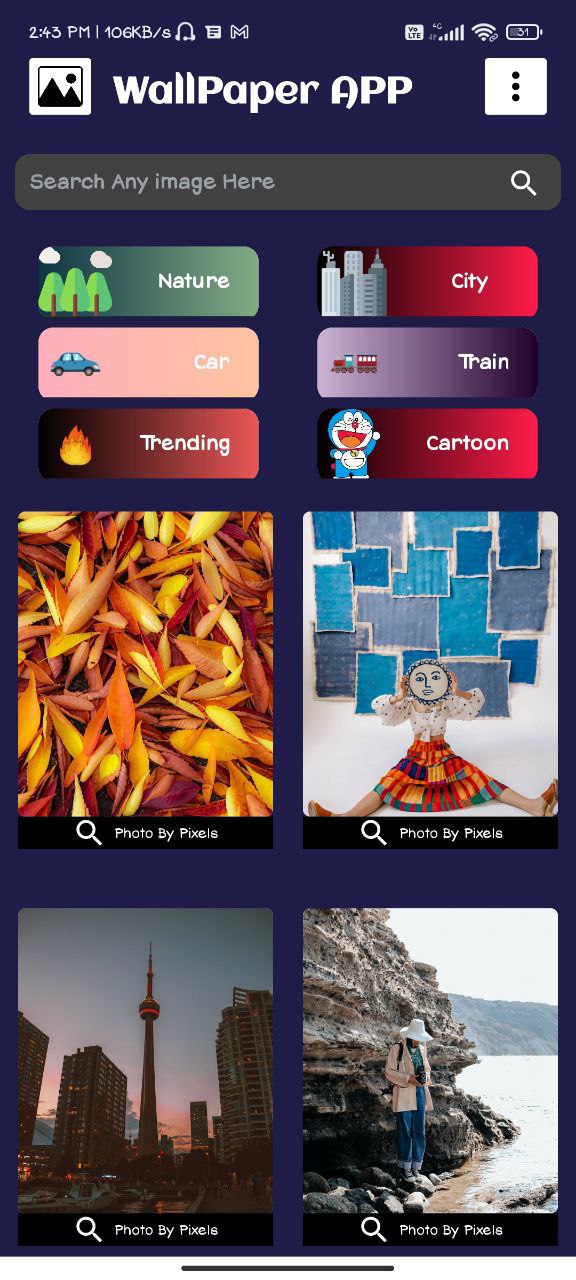 2:43 PM | 106KB/s
Vo LTE 4G 31
WallPaper APP
Search Any image Here
Nature
City
Car
Train
Trending
Cartoon
Photo By Pixels
Photo By Pixels
Photo By Pixels
Photo By Pixels